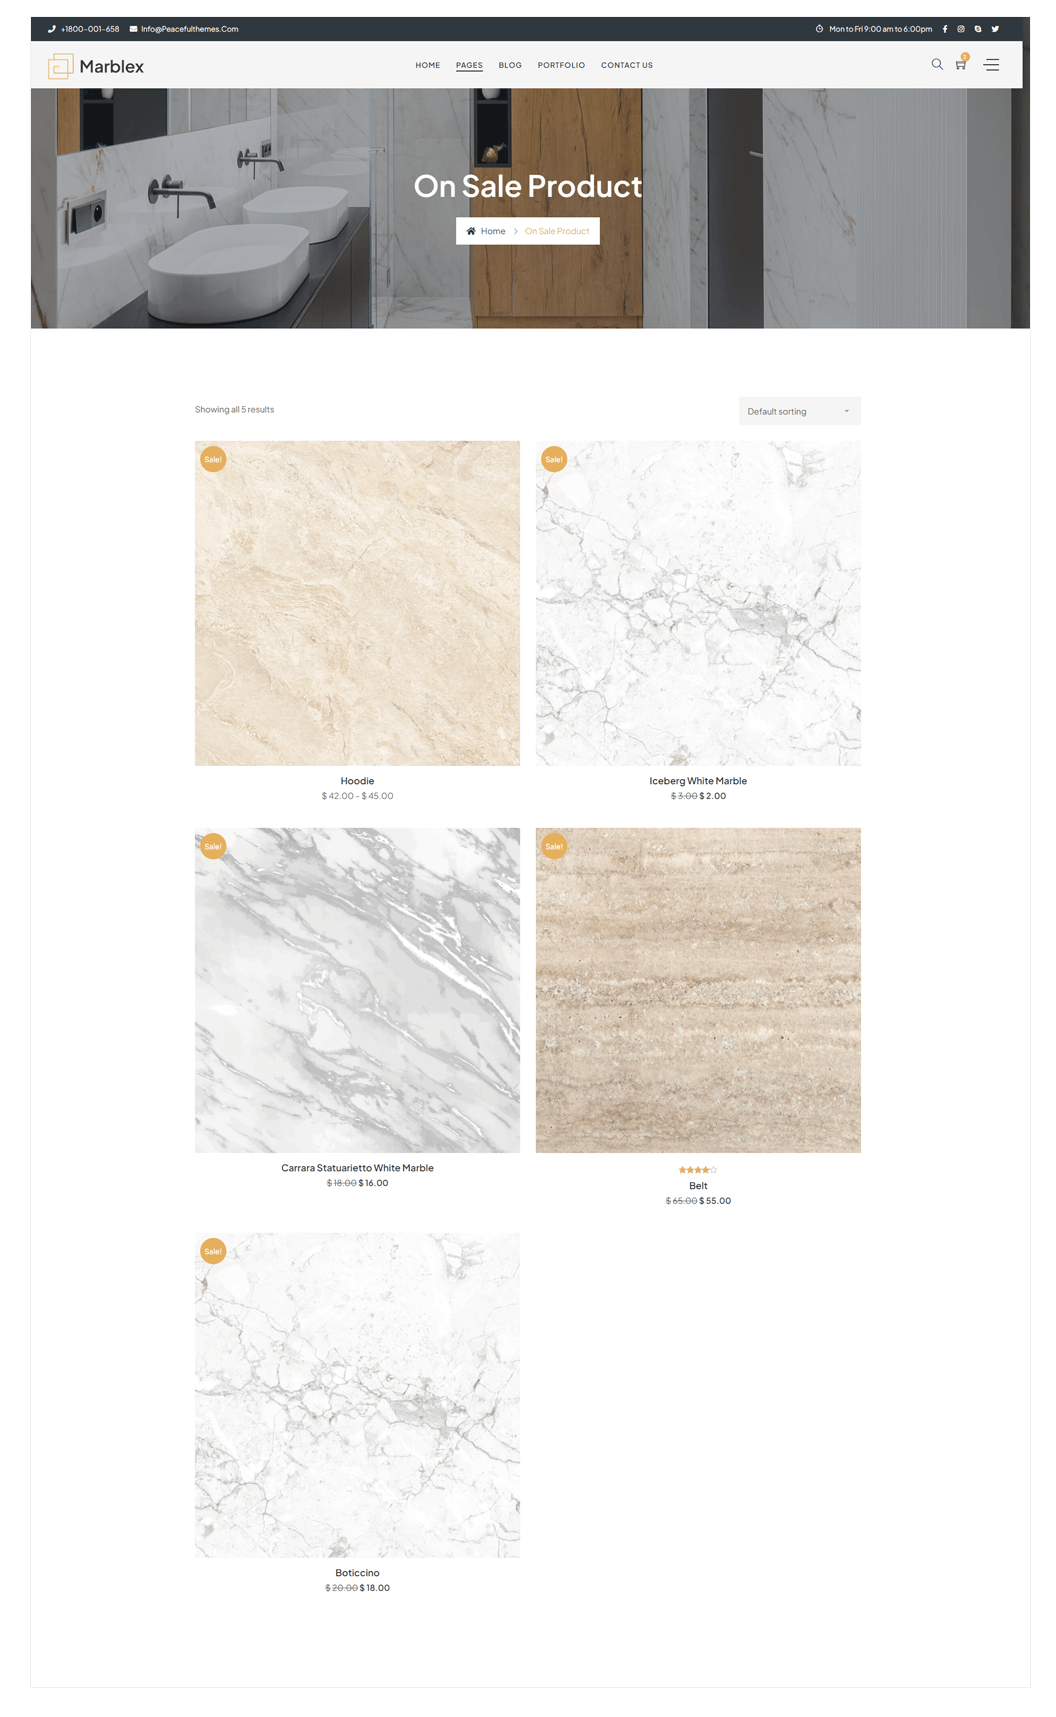 +1800-001-658 Info@Peacefulthemes.Com Mon to Fri 9:00 am to 6:00pm
Marblex HOME PAGES BLOG PORTFOLIO CONTACT US
On Sale Product
Home On Sale Product
Showing all 5 results Default sorting
Sale! Sale!
Hoodie Iceberg White Marble
$ 42.00 - $ 45.00 $ 3.00 $ 2.00
Sale! Sale!
Carrara Statuarietto White Marble
$ 18.00 $ 16.00
Belt
$ 65.00 $ 55.00
Sale!
Boticcino
$ 20.00 $ 18.00